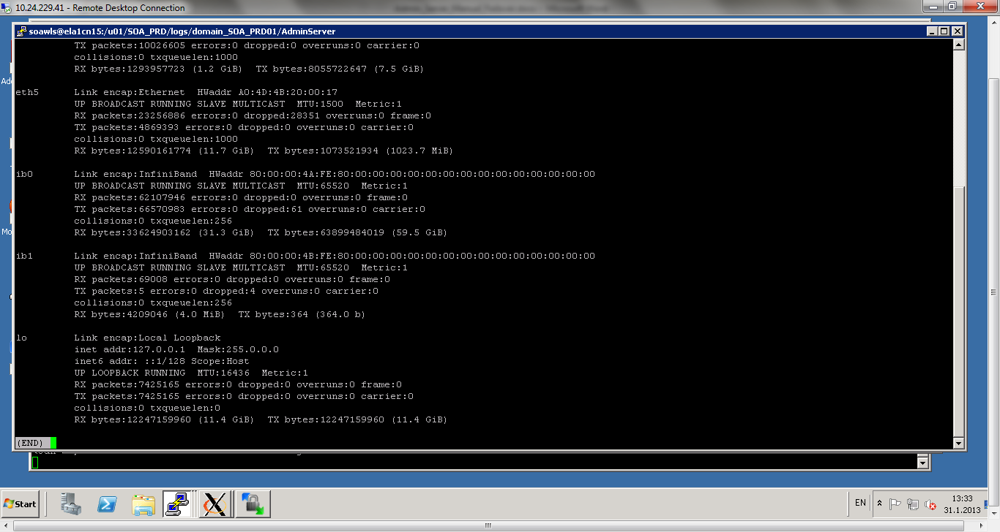 10.24.229.41 - Remote Desktop Connection
soawls@ela1cn15:/u01/SOA_PRD/logs/domain_SOA_PRD01/AdminServer
TX packets:10026605 errors:0 dropped:0 overruns:0 carrier:0
collisions:0 txqueuelen:1000
RX bytes:1293957723 (1.2 GiB)  TX bytes:8055722647 (7.5 GiB)
eth5 Link encap:Ethernet  HWaddr A0:4D:4B:20:00:17
UP BROADCAST RUNNING SLAVE MULTICAST  MTU:1500  Metric:1
RX packets:23256886 errors:0 dropped:28351 overruns:0 frame:0
TX packets:4869393 errors:0 dropped:0 overruns:0 carrier:0
collisions:0 txqueuelen:1000
RX bytes:12590161774 (11.7 GiB)  TX bytes:1073521934 (1023.7 MiB)
ib0 Link encap:InfiniBand  HWaddr 80:00:00:4A:FE:80:00:00:00:00:00:00:00:00:00:00:00:00:00:00
UP BROADCAST RUNNING SLAVE MULTICAST  MTU:65520  Metric:1
RX packets:62107946 errors:0 dropped:0 overruns:0 frame:0
TX packets:66570983 errors:0 dropped:61 overruns:0 carrier:0
collisions:0 txqueuelen:256
RX bytes:33624903162 (31.3 GiB)  TX bytes:63899484019 (59.5 GiB)
ib1 Link encap:InfiniBand  HWaddr 80:00:00:4B:FE:80:00:00:00:00:00:00:00:00:00:00:00:00:00:00
UP BROADCAST RUNNING SLAVE MULTICAST  MTU:65520  Metric:1
RX packets:69008 errors:0 dropped:0 overruns:0 frame:0
TX packets:5 errors:0 dropped:4 overruns:0 carrier:0
collisions:0 txqueuelen:256
RX bytes:4209046 (4.0 MiB)  TX bytes:364 (364.0 b)
lo Link encap:Local Loopback
inet addr:127.0.0.1  Mask:255.0.0.0
inet6 addr: ::1/128 Scope:Host
UP LOOPBACK RUNNING  MTU:16436  Metric:1
RX packets:7425165 errors:0 dropped:0 overruns:0 frame:0
TX packets:7425165 errors:0 dropped:0 overruns:0 carrier:0
collisions:0 txqueuelen:0
RX bytes:12247159960 (11.4 GiB)  TX bytes:12247159960 (11.4 GiB)
(END)
Start
EN
13:33
31.1.2013